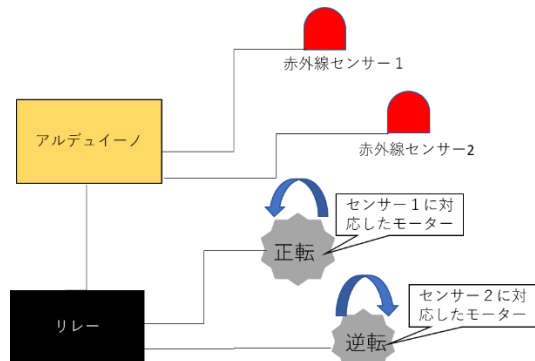 赤外線センサー１
アルデュイーノ
赤外線センサー2
センサー１に対
応したモーター
正転
センサー２に対
応したモーター
リレー
逆転